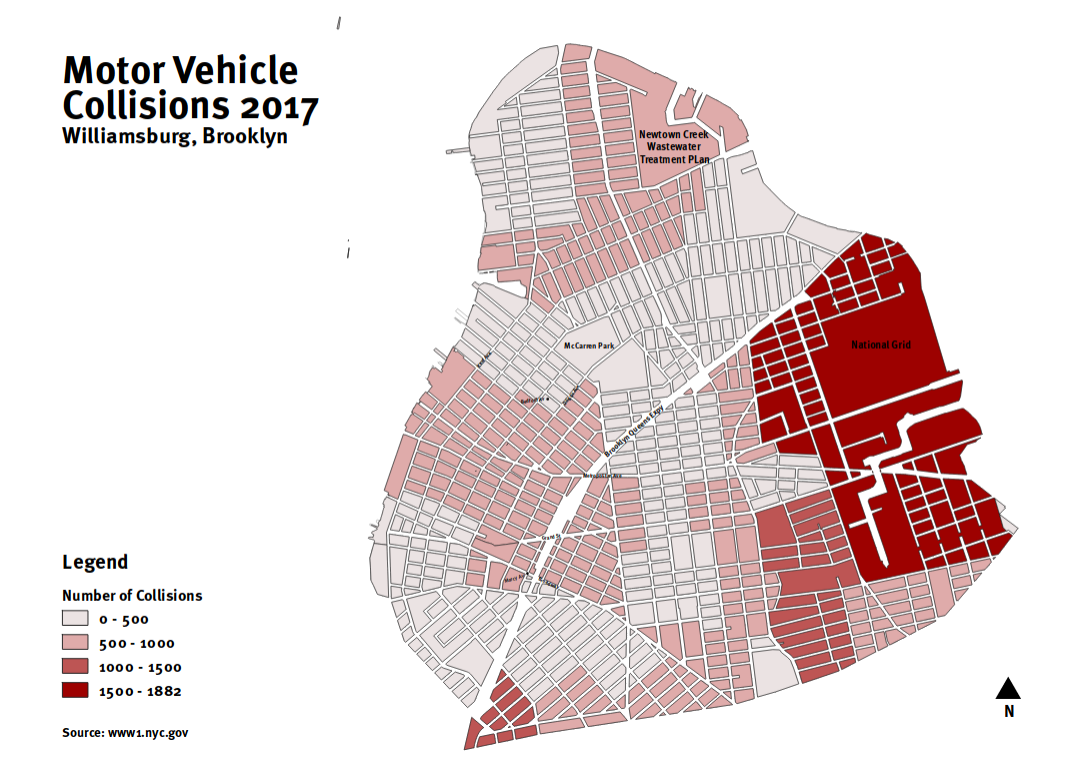 Motor Vehicle
Collisions 2017
Williamsburg, Brooklyn
Newtown Creek
Wastewater
Treatment PLan
McCarren Park
National Grid
Brooklyn Queens Expy
Metropolitan Ave
Grand St
Legend
Number of Collisions
0 - 500
500 - 1000
1000 - 1500
1500 - 1882
Source: www1.nyc.gov
N